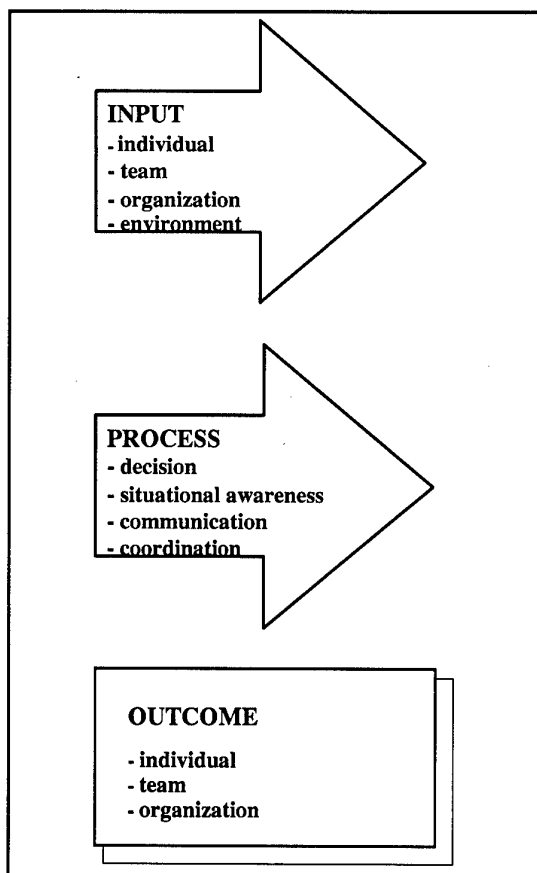 INPUT
- individual
- team
- organization
- environment
PROCESS
- decision
- situational awareness
- communication
- coordination
OUTCOME
- individual
- team
- organization